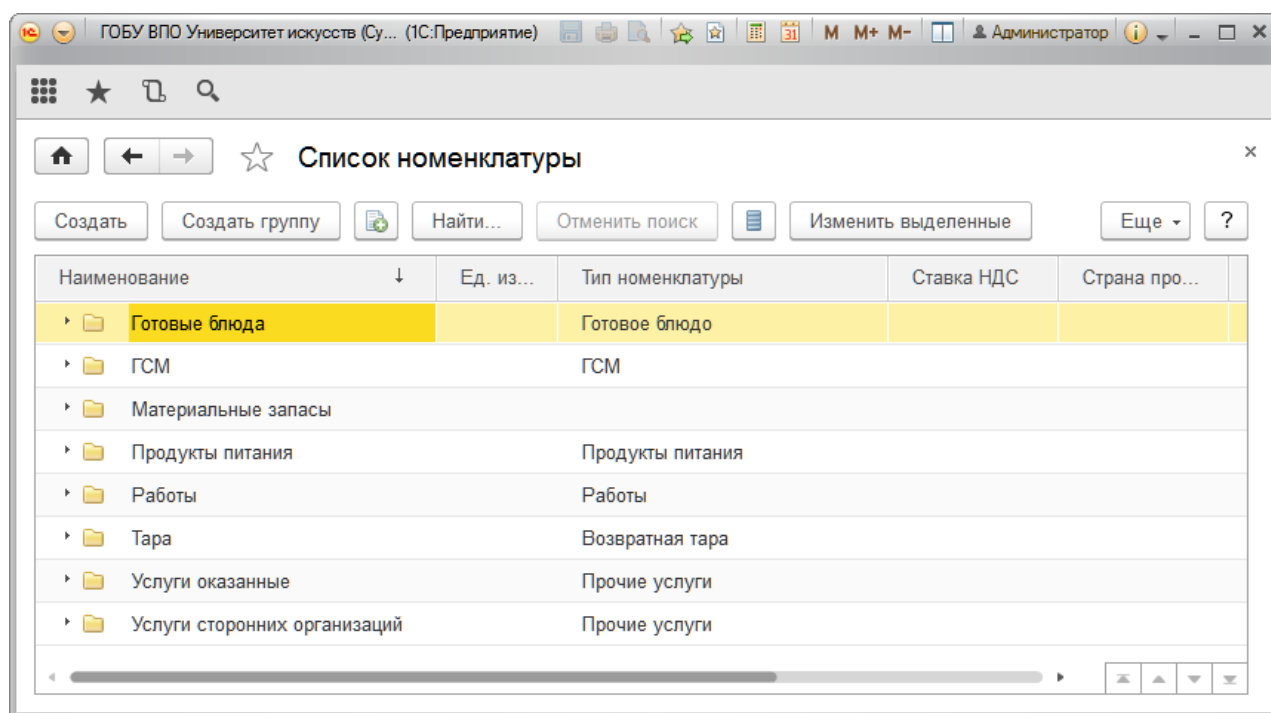 ГОБУ ВПО Университет искусств (Су... (1С:Предприятие) 31 M M+ M- Администратор
Список номенклатуры
Создать Создать группу Найти... Отменить поиск Изменить выделенные Еще ?
Наименование ↓ Ед. из... Тип номенклатуры Ставка НДС Страна про...
Готовые блюда Готовое блюдо
ГСМ ГСМ
Материальные запасы
Продукты питания Продукты питания
Работы Работы
Тара Возвратная тара
Услуги оказанные Прочие услуги
Услуги сторонних организаций Прочие услуги